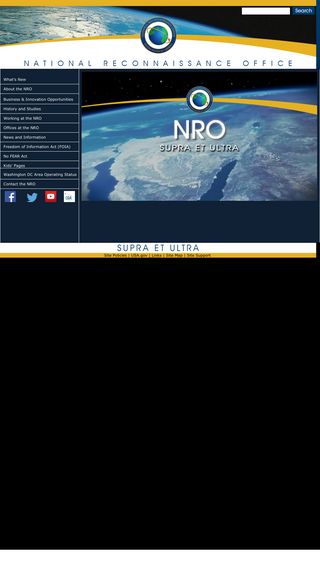 Search
NATIONAL RECONNAISSANCE OFFICE
What's New
About the NRO
Business & Innovation Opportunities
History and Studies
Working at the NRO
Offices at the NRO
News and Information
Freedom of Information Act (FOIA)
No FEAR Act
Kids' Pages
Washington DC Area Operating Status
Contact the NRO
NRO
SUPRA ET ULTRA
SUPRA ET ULTRA
Site Policies | USA.gov | Links | Site Map | Site Support